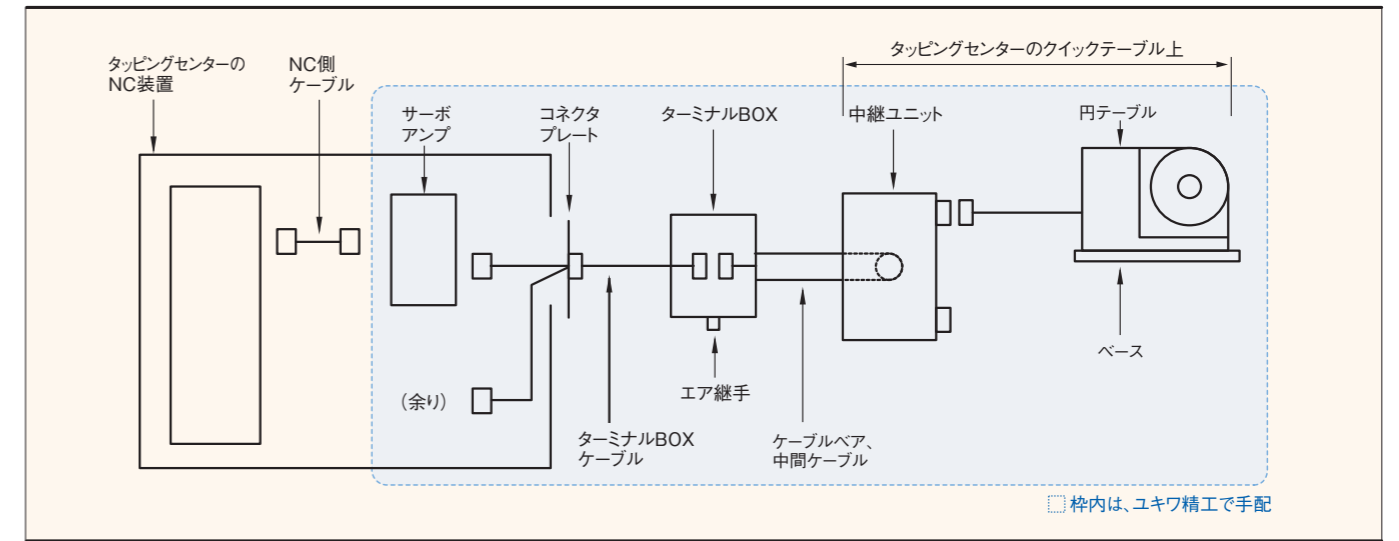 タッピングセンターのクイックテーブル上
タッピングセンターの
NC装置
NC側
ケーブル
サーボ
アンプ
コネクタ
プレート
ターミナルBOX
中継ユニット
円テーブル
(余り)
エア継手
ベース
ターミナルBOX
ケーブル
ケーブルベア、
中間ケーブル
枠内は、ユキワ精工で手配